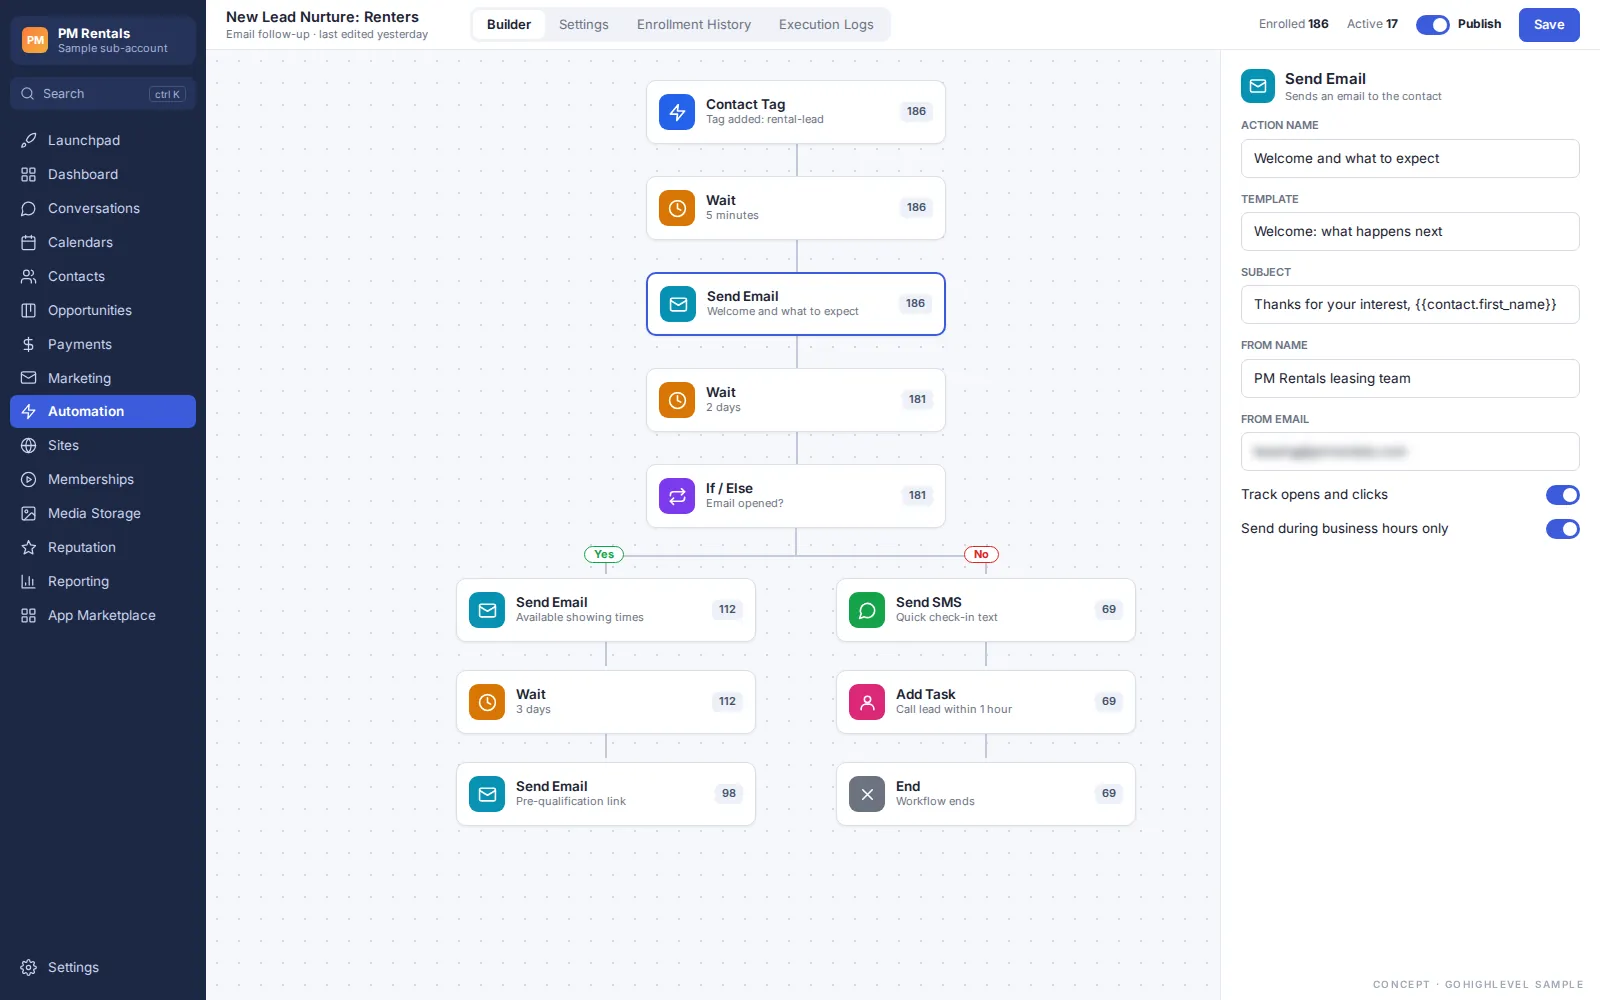 PM
PM Rentals
Sample sub-account
Search
ctrl K
Launchpad
Dashboard
Conversations
Calendars
Contacts
Opportunities
Payments
Marketing
Automation
Sites
Memberships
Media Storage
Reputation
Reporting
App Marketplace
Settings
New Lead Nurture: Renters
Email follow-up · last edited yesterday
Builder
Settings
Enrollment History
Execution Logs
Enrolled 186
Active 17
Publish
Save
Contact Tag
Tag added: rental-lead
186
Wait
5 minutes
186
Send Email
Welcome and what to expect
186
Wait
2 days
181
If / Else
Email opened?
181
Yes
No
Send Email
Available showing times
112
Wait
3 days
112
Send Email
Pre-qualification link
98
Send SMS
Quick check-in text
69
Add Task
Call lead within 1 hour
69
End
Workflow ends
69
Send Email
Sends an email to the contact
ACTION NAME
Welcome and what to expect
TEMPLATE
Welcome: what happens next
SUBJECT
Thanks for your interest, {{contact.first_name}}
FROM NAME
PM Rentals leasing team
FROM EMAIL
Track opens and clicks
Send during business hours only
CONCEPT · GOHIGHLEVEL SAMPLE